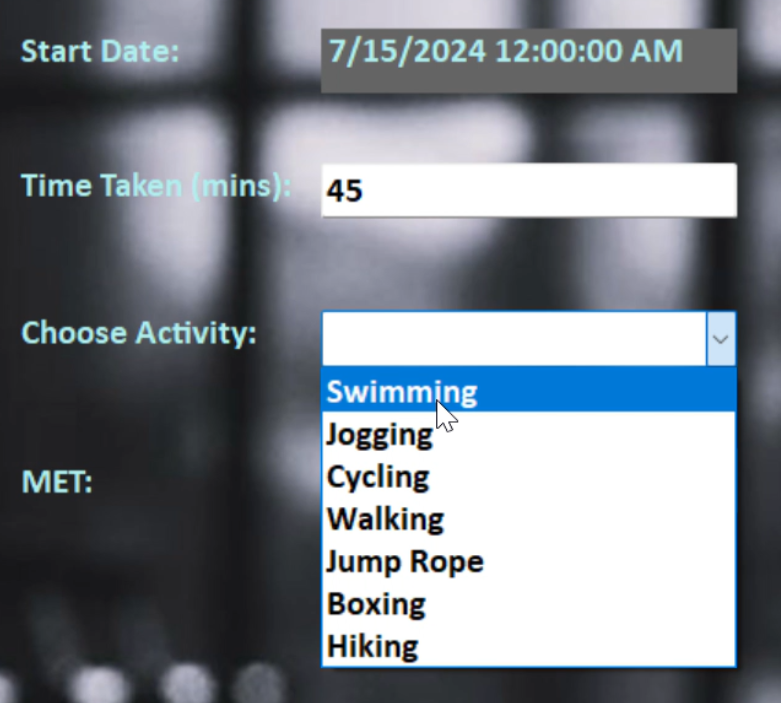 Start Date: 7/15/2024 12:00:00 AM
Time Taken (mins): 45
Choose Activity:
Swimming
Jogging
Cycling
MET:
Walking
Jump Rope
Boxing
Hiking